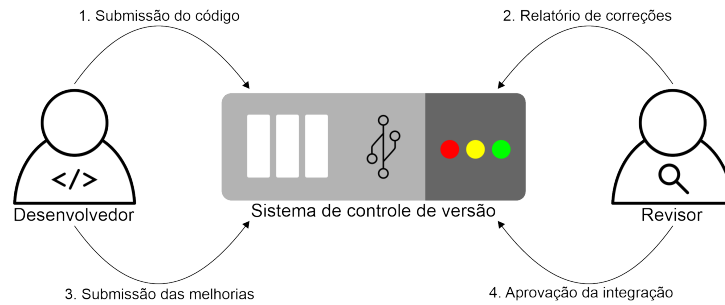 1. Submissão do código
2. Relatório de correções
</>
Desenvolvedor
Sistema de controle de versão
Revisor
3. Submissão das melhorias
4. Aprovação da integração